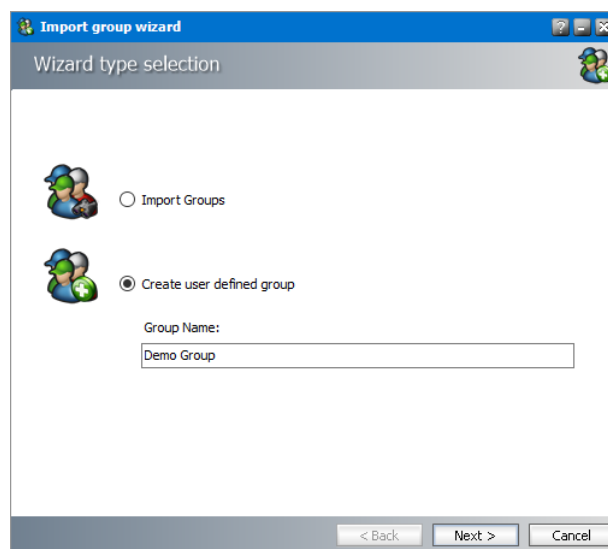 Import group wizard
Wizard type selection
Import Groups
Create user defined group
Group Name:
Demo Group
< Back Next > Cancel